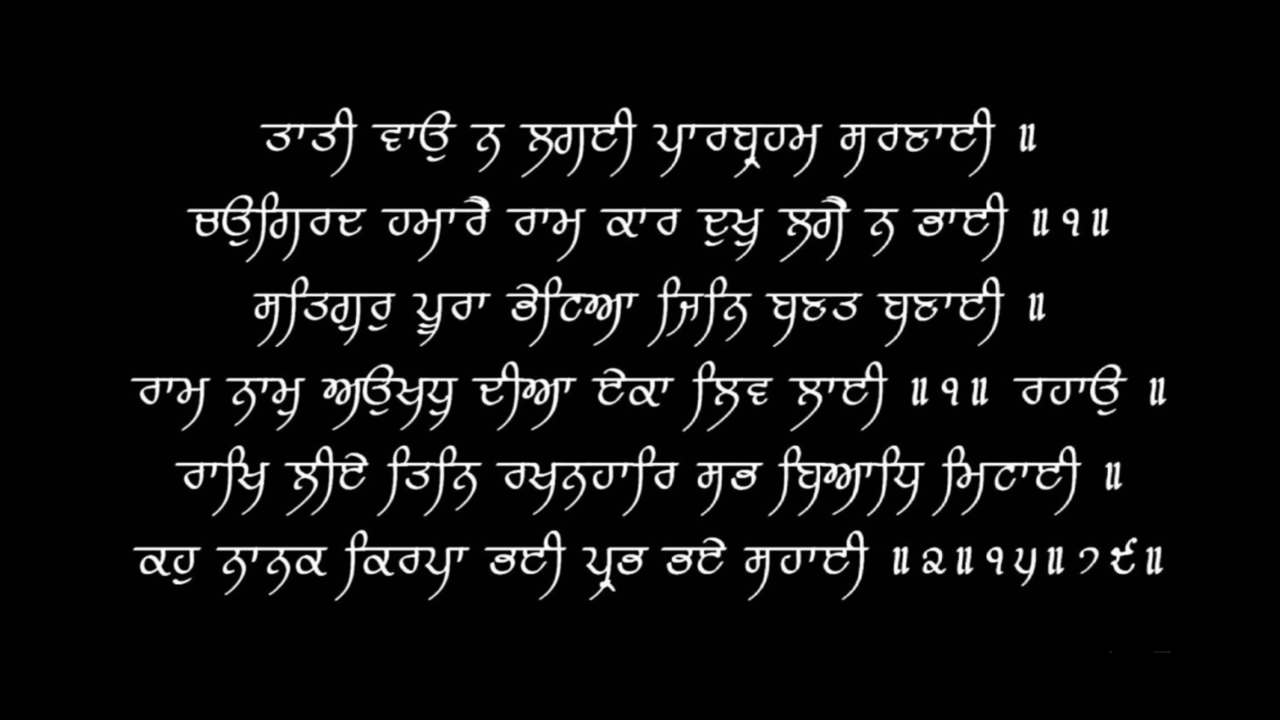 ਤਾਤੀ ਵਾਉ ਨ ਲਗਈ ਪਾਰਬ੍ਰਹਮ ਸਰਣਾਈ ॥
ਚਉਗਿਰਦ ਹਮਾਰੈ ਰਾਮ ਕਾਰ ਦੁਖੁ ਲਗੈ ਨ ਭਾਈ ॥੧॥
ਸਤਿਗੁਰੁ ਪੂਰਾ ਭੇਟਿਆ ਜਿਨਿ ਬਣਤ ਬਣਾਈ ॥
ਰਾਮ ਨਾਮੁ ਅਉਖਧੁ ਦੀਆ ਏਕਾ ਲਿਵ ਲਾਈ ॥੧॥ ਰਹਾਉ ॥
ਰਾਖਿ ਲੀਏ ਤਿਨਿ ਰਖਨਹਾਰਿ ਸਭ ਬਿਆਧਿ ਮਿਟਾਈ ॥
ਕਹੁ ਨਾਨਕ ਕਿਰਪਾ ਭਈ ਪ੍ਰਭ ਭਏ ਸਹਾਈ ॥੨॥੧੫॥੭੯॥